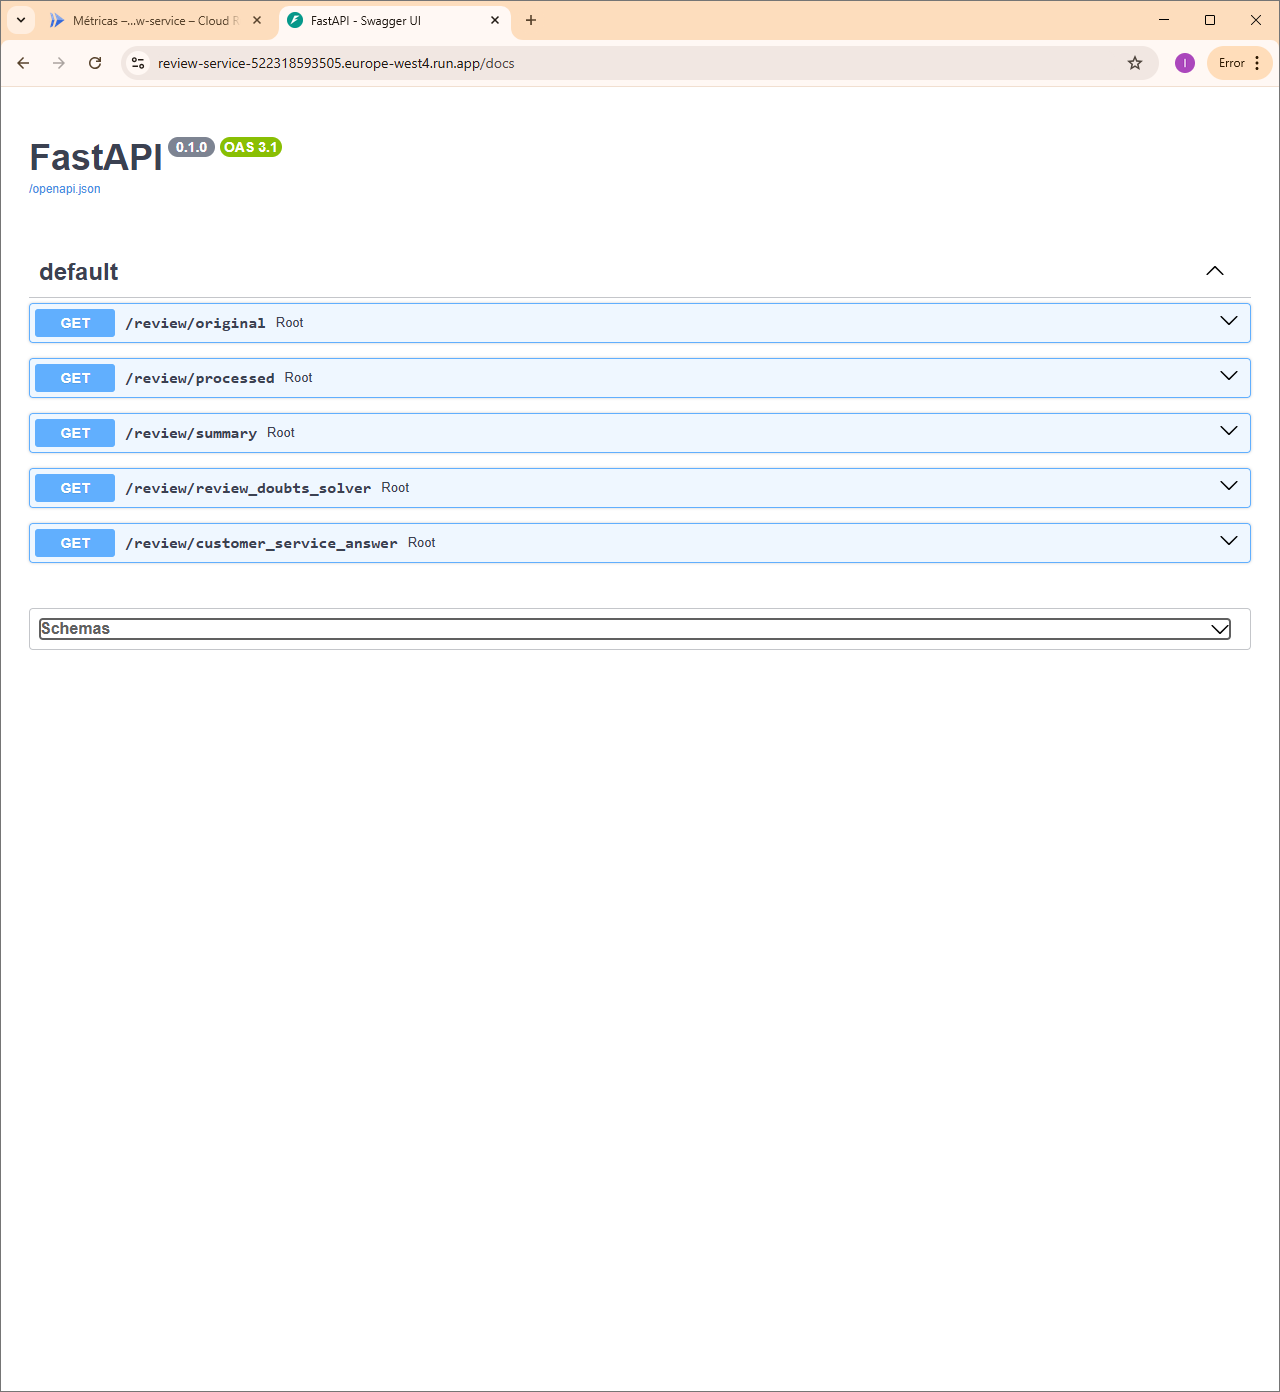 Métricas –...w-service – Cloud R
FastAPI - Swagger UI
review-service-522318593505.europe-west4.run.app/docs
I
Error
FastAPI 0.1.0 OAS 3.1
/openapi.json
default
GET /review/original Root
GET /review/processed Root
GET /review/summary Root
GET /review/review_doubts_solver Root
GET /review/customer_service_answer Root
Schemas